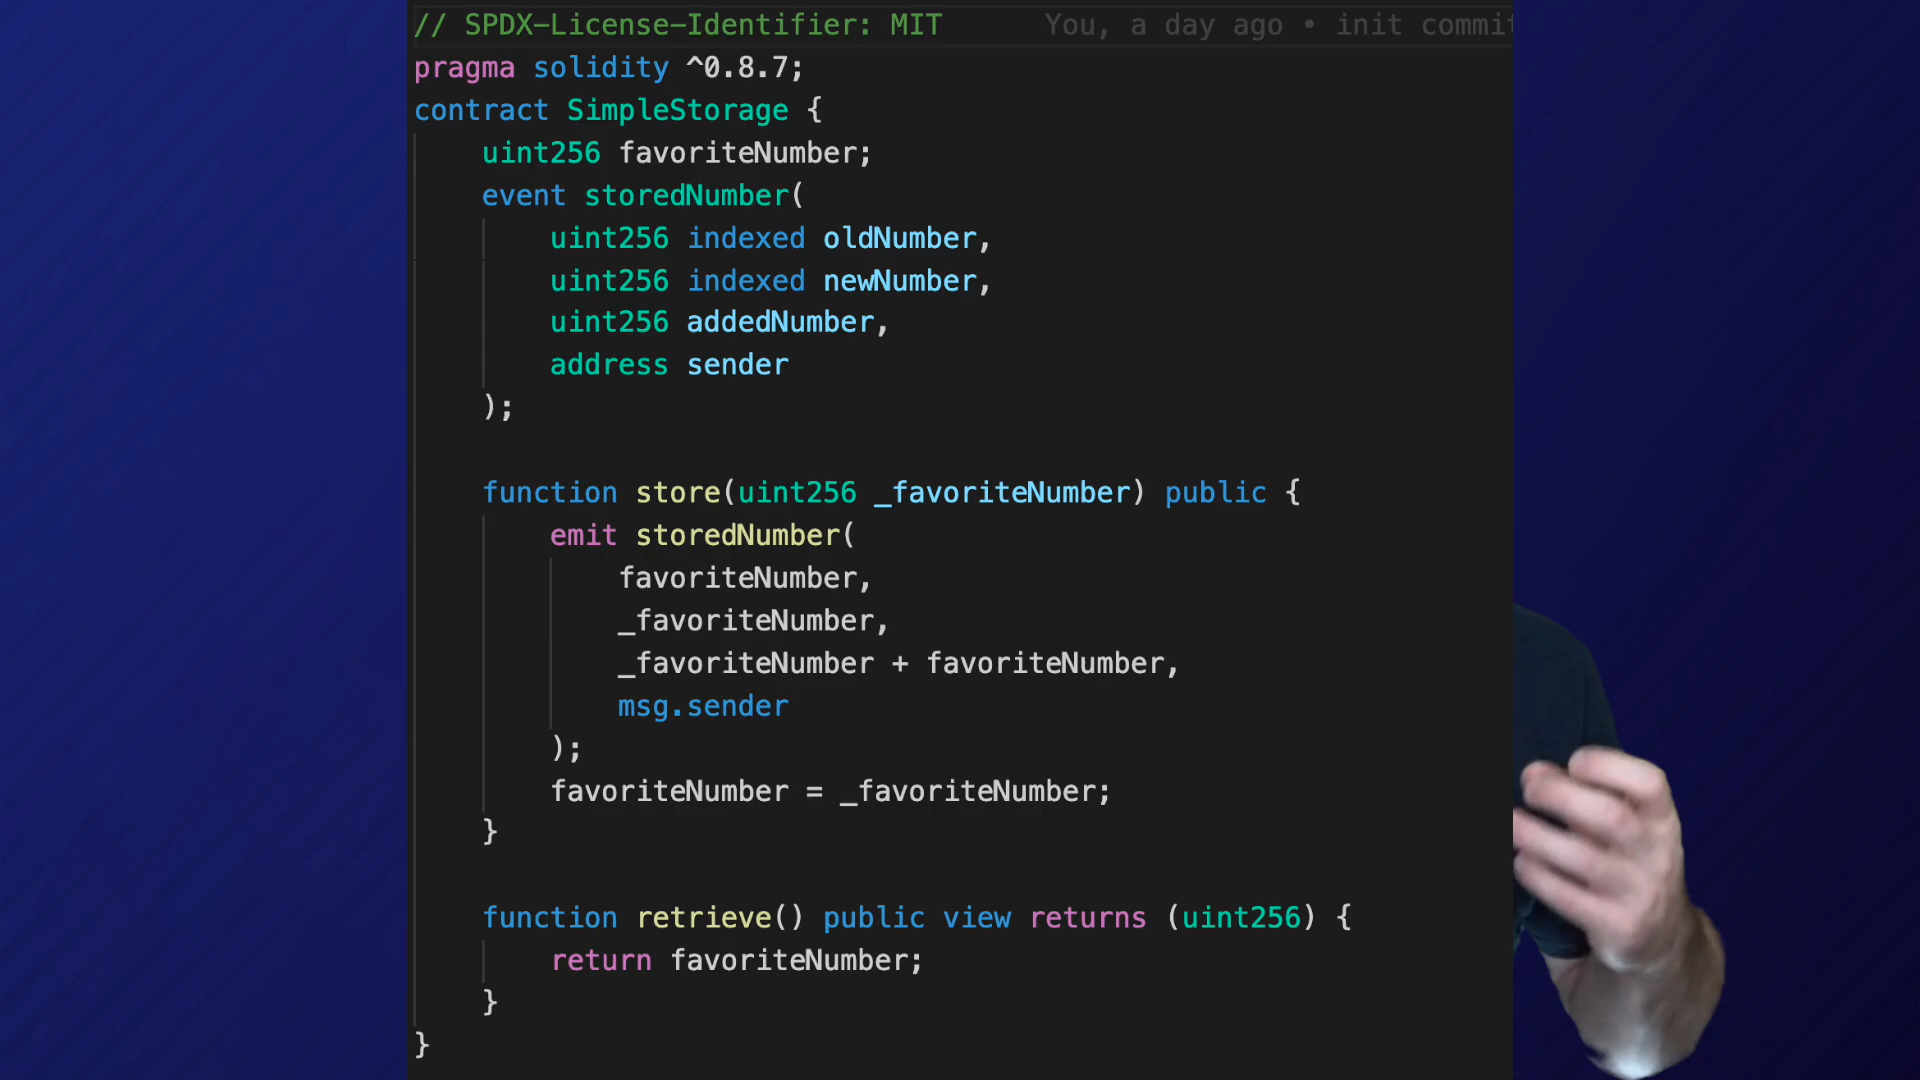 // SPDX-License-Identifier: MIT You, a day ago • init commit
pragma solidity ^0.8.7;
contract SimpleStorage {
uint256 favoriteNumber;
event storedNumber(
uint256 indexed oldNumber,
uint256 indexed newNumber,
uint256 addedNumber,
address sender
);
function store(uint256 _favoriteNumber) public {
emit storedNumber(
favoriteNumber,
_favoriteNumber,
_favoriteNumber + favoriteNumber,
msg.sender
);
favoriteNumber = _favoriteNumber;
}
function retrieve() public view returns (uint256) {
return favoriteNumber;
}
}